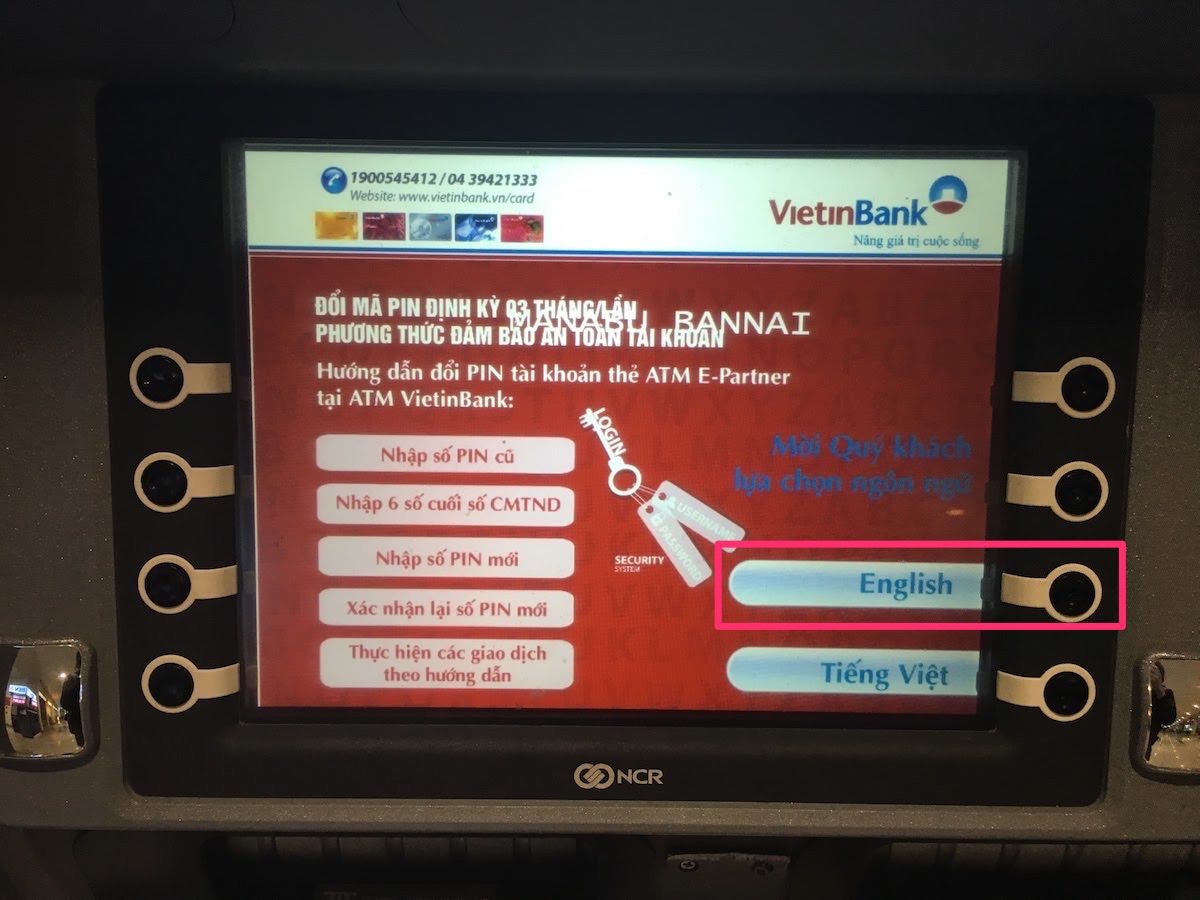 1900545412 / 04 39421333
Website: www.vietinbank.vn/card
VietinBank
Nâng giá trị cuộc sống
ĐỔI MÃ PIN ĐỊNH KỲ 03 THÁNG/LẦN
MANABU BANNAI
PHƯƠNG THỨC ĐẢM BẢO AN TOÀN TÀI KHOẢN
Hướng dẫn đổi PIN tài khoản thẻ ATM E-Partner
tại ATM VietinBank:
Nhập số PIN cũ
Nhập 6 số cuối số CMTND
Nhập số PIN mới
Xác nhận lại số PIN mới
Thực hiện các giao dịch
theo hướng dẫn
LOGIN
USERNAME
PASSWORD
SECURITY
SYSTEM
Mời Quý khách
lựa chọn ngôn ngữ
English
Tiếng Việt
NCR